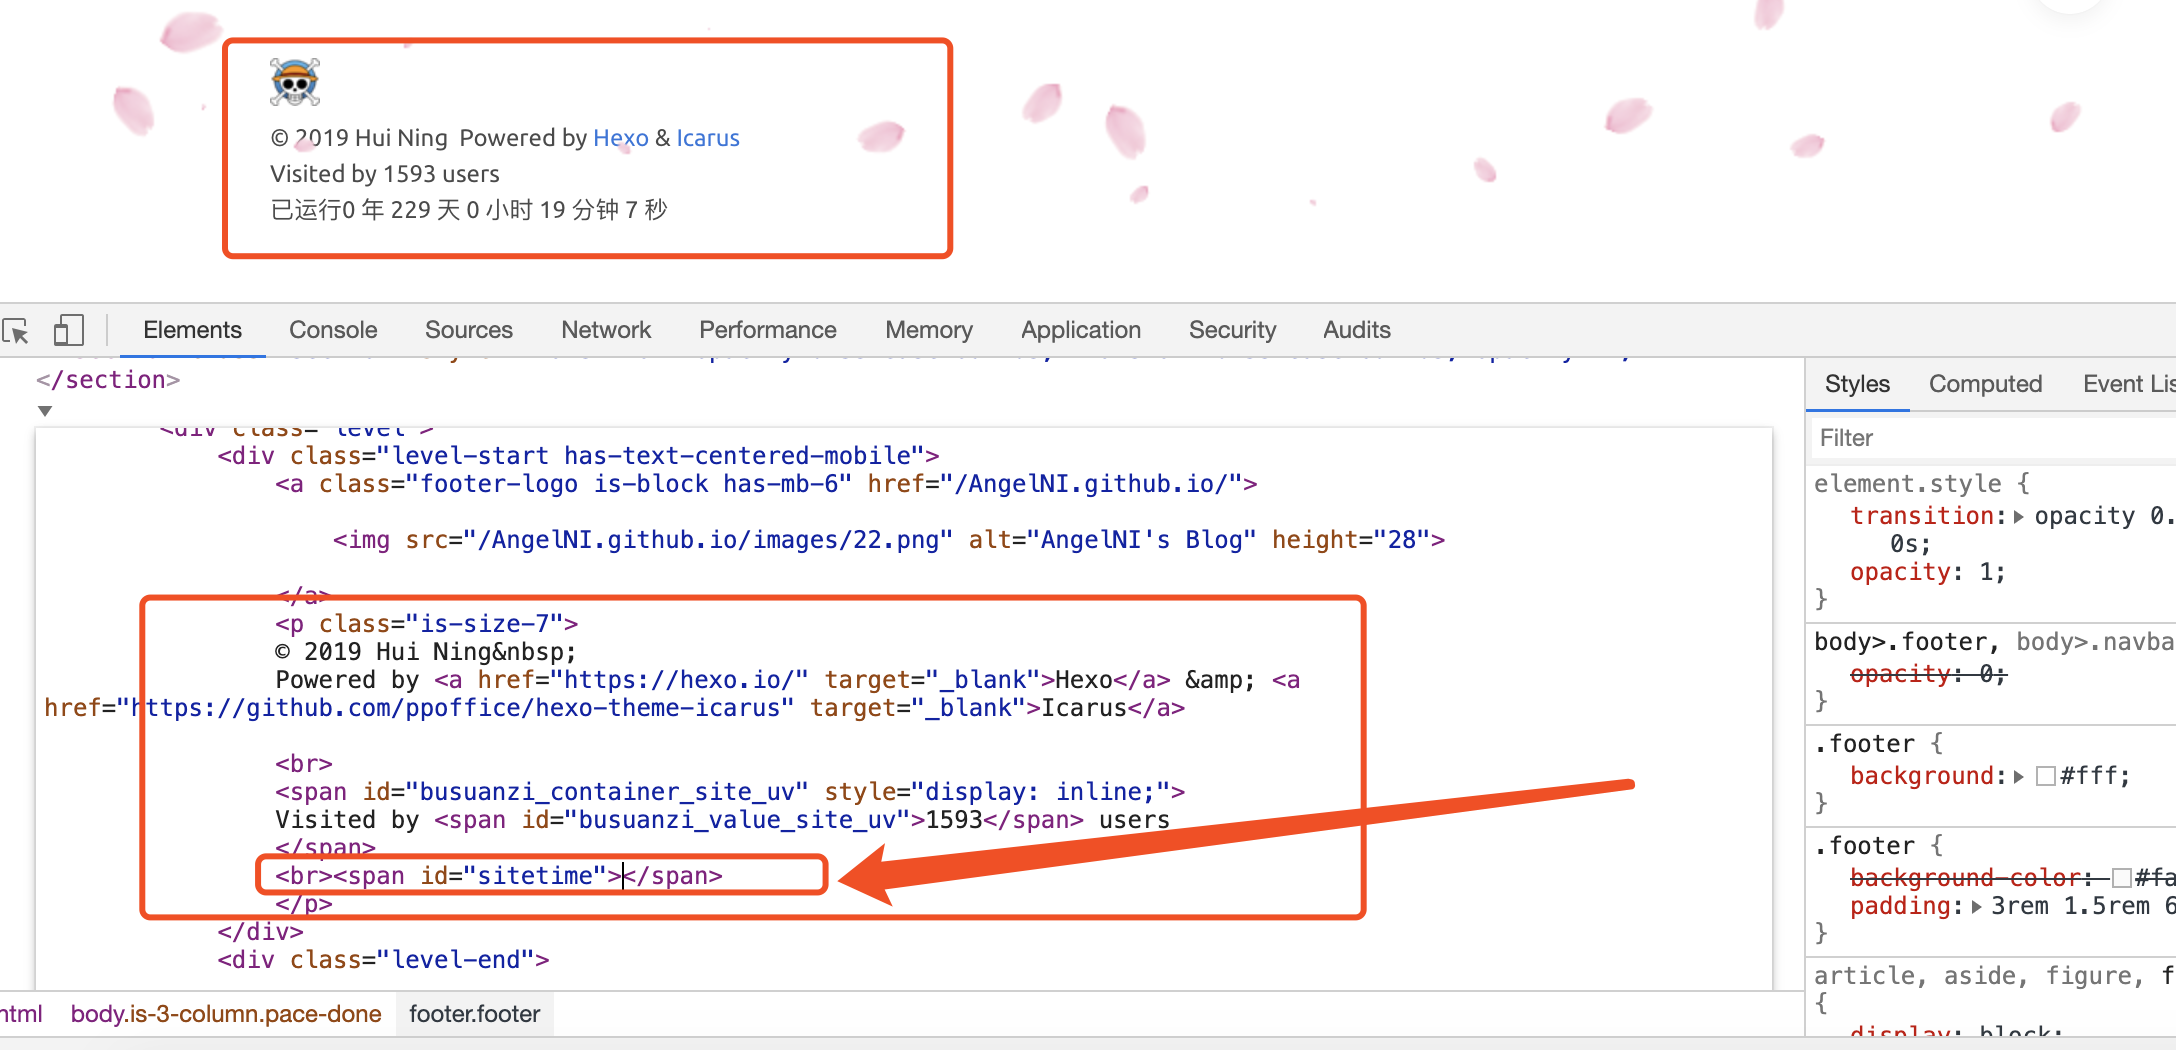 © 2019 Hui Ning  Powered by Hexo & Icarus
Visited by 1593 users
已运行0 年 229 天 0 小时 19 分钟 7 秒
Elements Console Sources Network Performance Memory Application Security Audits
</section>
<div class="level">
<div class="level-start has-text-centered-mobile">
<a class="footer-logo is-block has-mb-6" href="/AngelNI.github.io/">
<img src="/AngelNI.github.io/images/22.png" alt="AngelNI's Blog" height="28">
</a>
<p class="is-size-7">
© 2019 Hui Ning&nbsp;
Powered by <a href="https://hexo.io/" target="_blank">Hexo</a> &amp; <a
href="https://github.com/ppoffice/hexo-theme-icarus" target="_blank">Icarus</a>
<br>
<span id="busuanzi_container_site_uv" style="display: inline;">
Visited by <span id="busuanzi_value_site_uv">1593</span> users
</span>
<br><span id="sitetime"></span>
</p>
</div>
<div class="level-end">
html body.is-3-column.pace-done footer.footer
Styles Computed Event Lis
Filter
element.style {
transition: opacity 0.
0s;
opacity: 1;
}
body>.footer, body>.navba
opacity: 0;
}
.footer {
background: #fff;
}
.footer {
background-color: #fa
padding: 3rem 1.5rem 6
}
article, aside, figure, f
{
display: block;